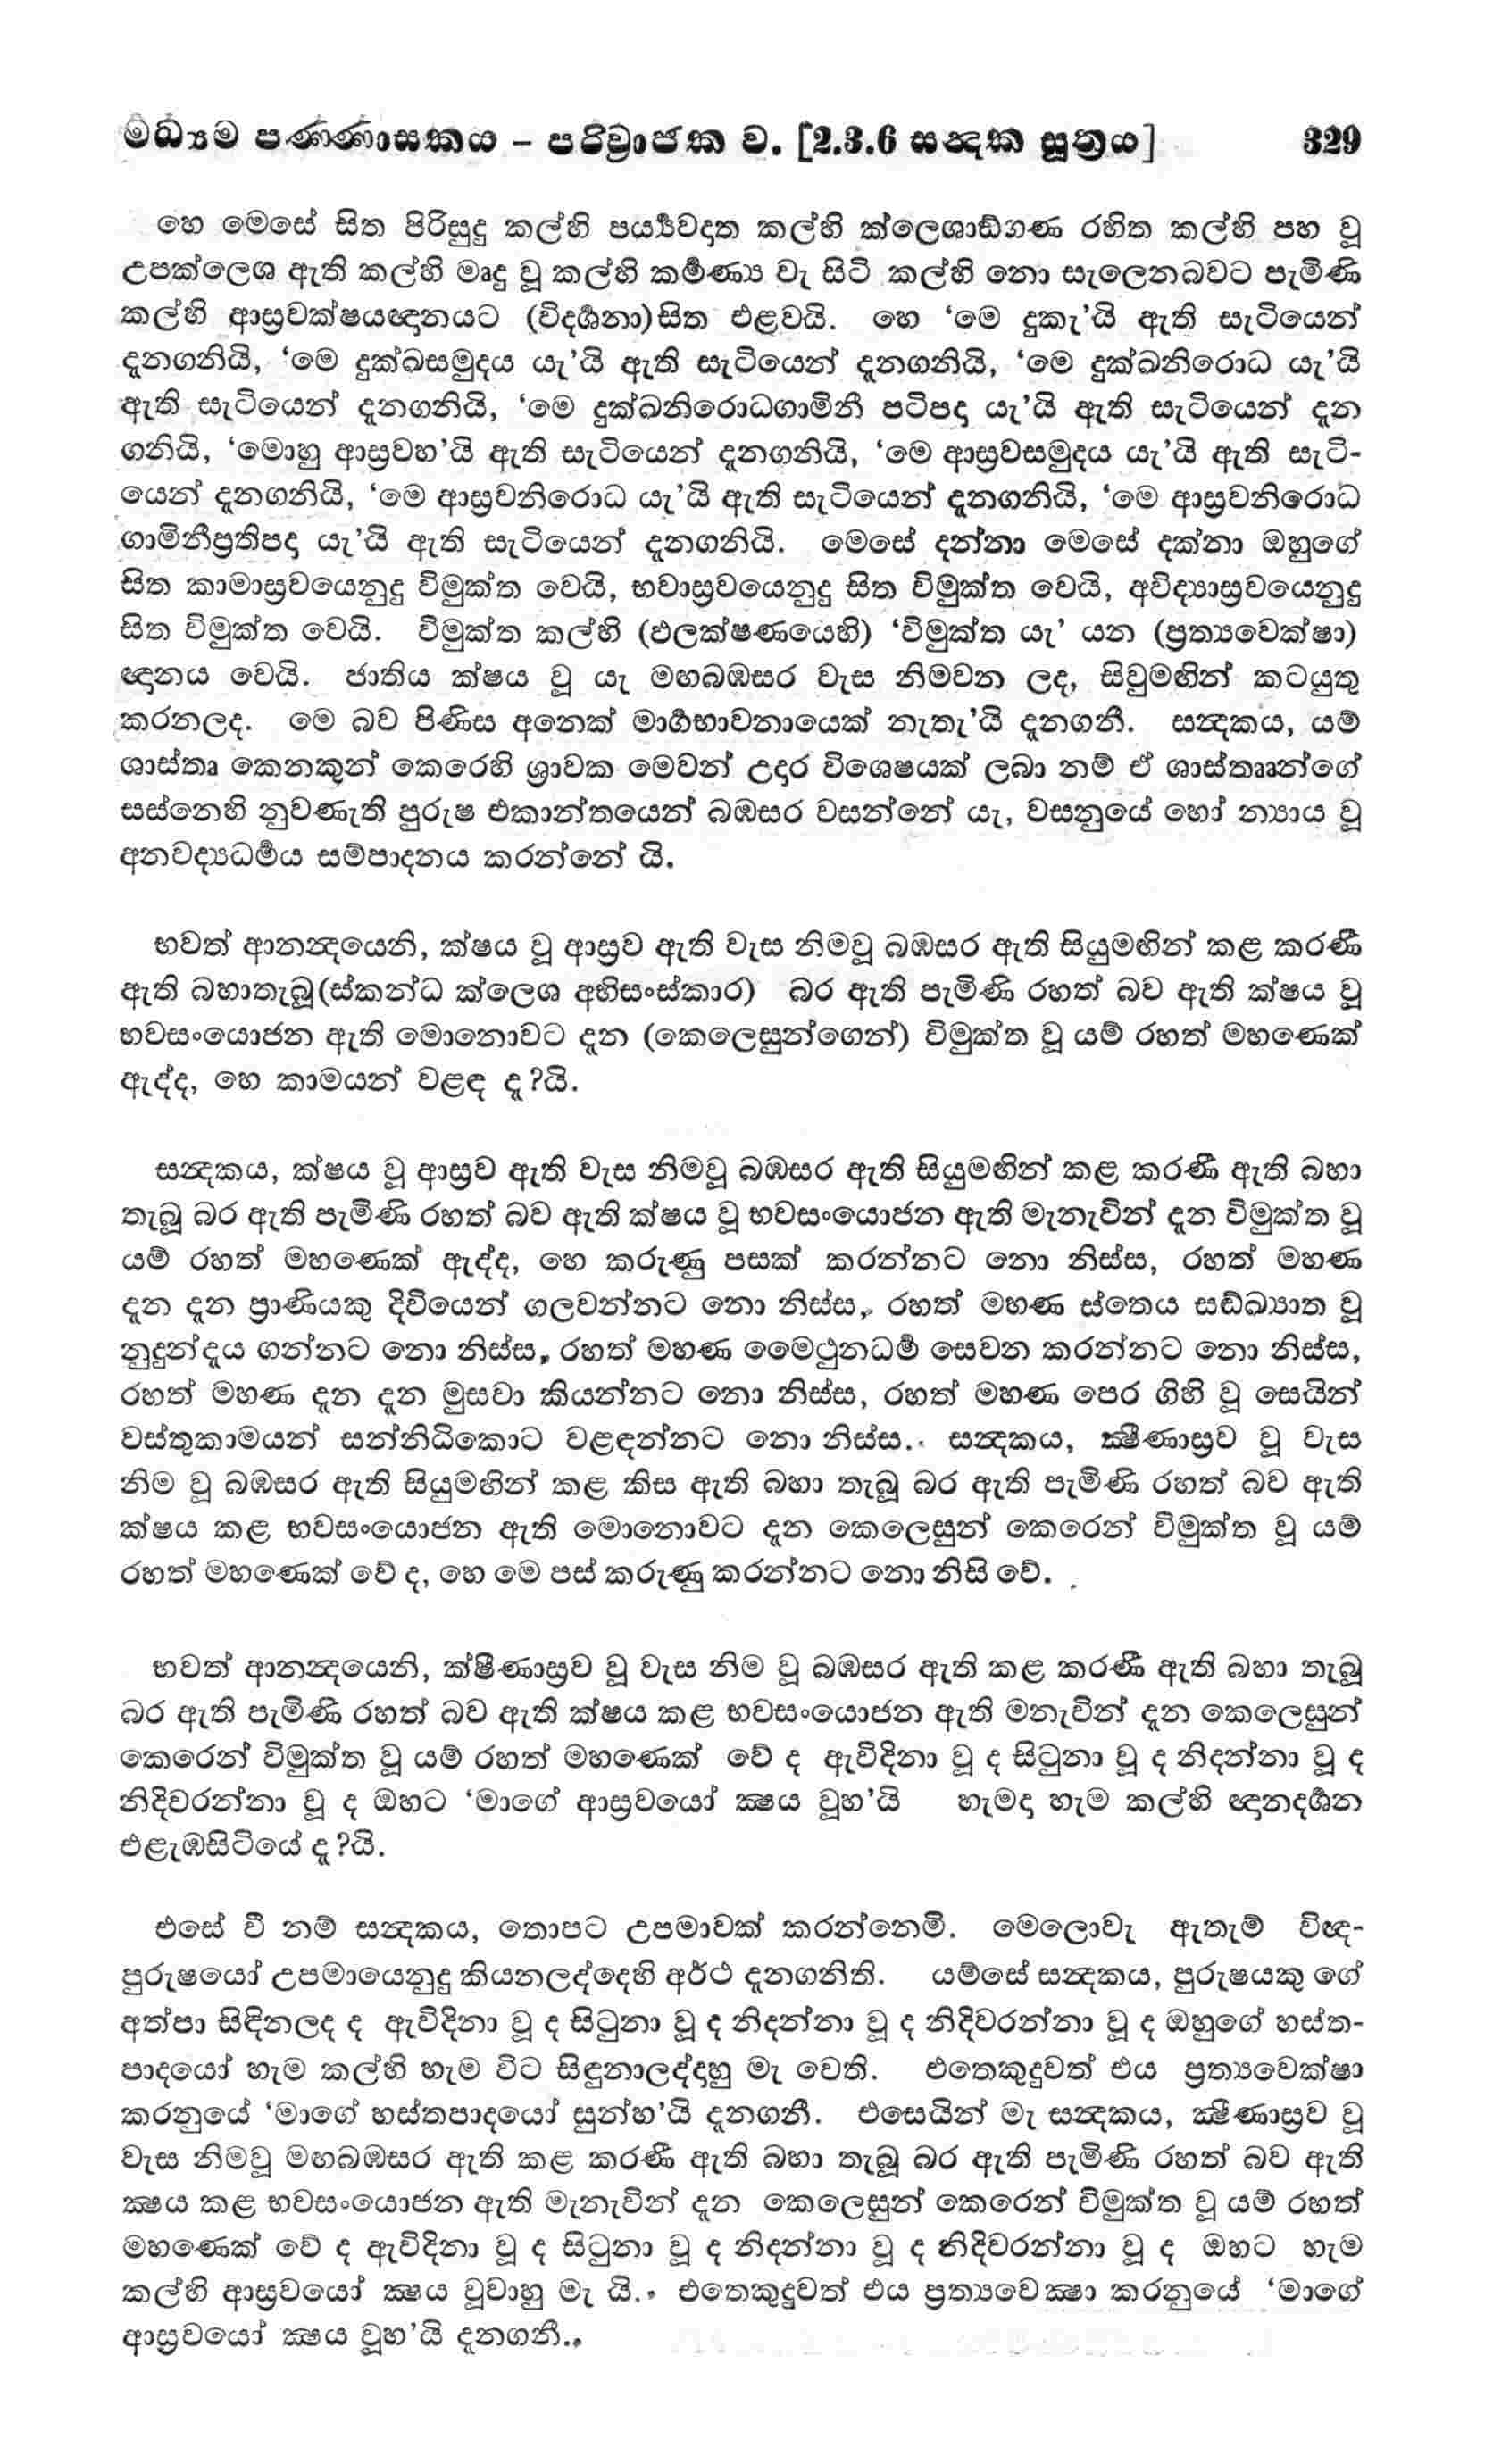 මධ්‍යම පණ්ණාසකය – පරිව්‍රාජක ව. [2.3.6 සන්‍දක සූත්‍රය] 329
හෙ මෙසේ සිත පිරිසුදු කල්හි පර්‍ය්‍යවදාත කල්හි ක්ලෙශාඞ්ගණ රහිත කල්හි පහ වූ
උපක්ලෙශ ඇති කල්හි මෘදු වූ කල්හි කර්‍මණ්‍ය වැ සිටි කල්හි නො සැලෙනබවට පැමිණි
කල්හි ආස්‍රවක්ෂයඥානයට (විදර්‍ශනා)සිත එළවයි. හෙ ‘මෙ දුකැ’යි ඇති සැටියෙන්
දැනගනියි, ‘මෙ දුක්ඛසමුදය යැ’යි ඇති සැටියෙන් දැනගනියි, ‘මෙ දුක්ඛනිරොධ යැ’යි
ඇති සැටියෙන් දැනගනියි, ‘මෙ දුක්ඛනිරොධගාමිනී පටිපදා යැ’යි ඇති සැටියෙන් දැන
ගනියි, ‘මොහු ආස්‍රවහ’යි ඇති සැටියෙන් දැනගනියි, ‘මෙ ආස්‍රවසමුදය යැ’යි ඇති සැටි-
යෙන් දැනගනියි, ‘මෙ ආස්‍රවනිරොධ යැ’යි ඇති සැටියෙන් දැනගනියි, ‘මෙ ආස්‍රවනිරොධ
ගාමිනීප්‍රතිපදා යැ’යි ඇති සැටියෙන් දැනගනියි. මෙසේ දන්නා මෙසේ දක්නා ඔහුගේ
සිත කාමාස්‍රවයෙනුදු විමුක්ත වෙයි, භවාස්‍රවයෙනුදු සිත විමුක්ත වෙයි, අවිද්‍යාස්‍රවයෙනුදු
සිත විමුක්ත වෙයි. විමුක්ත කල්හි (ඵලක්ෂණයෙහි) ‘විමුක්ත යැ’ යන (ප්‍රත්‍යවෙක්ෂා)
ඥානය වෙයි. ජාතිය ක්ෂය වූ යැ මහබඹසර වැස නිමවන ලද, සිවුමඟින් කටයුතු
කරනලද. මෙ බව පිණිස අනෙක් මාර්‍ගභාවනායෙක් නැතැ’යි දැනගනී. සන්‍දකය, යම්
ශාස්තෘ කෙනකුන් කෙරෙහි ශ්‍රාවක මෙවන් උදාර විශෙෂයක් ලබා නම් ඒ ශාස්තෲන්ගේ
සස්නෙහි නුවණැති පුරුෂ එකාන්තයෙන් බඹසර වසන්නේ යැ, වසනුයේ හෝ න්‍යාය වූ
අනවද්‍යධර්‍මය සම්පාදනය කරන්නේ යි.
භවත් ආනන්‍දයෙනි, ක්ෂය වූ ආස්‍රව ඇති වැස නිමවූ බඹසර ඇති සියුමඟින් කළ කරණී
ඇති බහාතැබූ(ස්කන්ධ ක්ලෙශ අභිසංස්කාර) බර ඇති පැමිණි රහත් බව ඇති ක්ෂය වූ
භවසංයොජන ඇති මොනොවට දැන (කෙලෙසුන්ගෙන්) විමුක්ත වූ යම් රහත් මහණෙක්
ඇද්ද, හෙ කාමයන් වළඳ දැ?යි.
සන්‍දකය, ක්ෂය වූ ආස්‍රව ඇති වැස නිමවූ බඹසර ඇති සියුමඟින් කළ කරණී ඇති බහා
තැබූ බර ඇති පැමිණි රහත් බව ඇති ක්ෂය වූ භවසංයොජන ඇති මැනැවින් දැන විමුක්ත වූ
යම් රහත් මහණෙක් ඇද්ද, හෙ කරුණු පසක් කරන්නට නො නිස්ස, රහත් මහණ
දැන දැන ප්‍රාණියකු දිවියෙන් ගලවන්නට නො නිස්ස, රහත් මහණ ස්තෙය සඞ්ඛ්‍යාත වූ
නුදුන්දැය ගන්නට නො නිස්ස, රහත් මහණ මෛථුනධර්‍ම සෙවන කරන්නට නො නිස්ස,
රහත් මහණ දැන දැන මුසවා කියන්නට නො නිස්ස, රහත් මහණ පෙර ගිහි වූ සෙයින්
වස්තුකාමයන් සන්නිධිකොට වළඳන්නට නො නිස්ස. සන්‍දකය, ක්‍ෂීණාස්‍රව වූ වැස
නිම වූ බඹසර ඇති සියුමඟින් කළ කිස ඇති බහා තැබූ බර ඇති පැමිණි රහත් බව ඇති
ක්ෂය කළ භවසංයොජන ඇති මොනොවට දැන කෙලෙසුන් කෙරෙන් විමුක්ත වූ යම්
රහත් මහණෙක් වේ ද, හෙ මෙ පස් කරුණු කරන්නට නො නිසි වේ.
භවත් ආනන්‍දයෙනි, ක්ෂීණාස්‍රව වූ වැස නිම වූ බඹසර ඇති කළ කරණී ඇති බහා තැබූ
බර ඇති පැමිණි රහත් බව ඇති ක්ෂය කළ භවසංයොජන ඇති මනැවින් දැන කෙලෙසුන්
කෙරෙන් විමුක්ත වූ යම් රහත් මහණෙක් වේ ද ඇවිදිනා වූ ද සිටුනා වූ ද නිදන්නා වූ ද
නිදිවරන්නා වූ ද ඔහට ‘මාගේ ආස්‍රවයෝ ක්‍ෂය වූහ’යි හැමදා හැම කල්හි ඥානදර්‍ශන
එළැඹසිටියේ දැ?යි.
එසේ වී නම් සන්‍දකය, තොපට උපමාවක් කරන්නෙමි. මෙලොවැ ඇතැම් විඥ-
පුරුෂයෝ උපමායෙනුදු කියනලද්දෙහි අර්ථ දැනගනිති. යම්සේ සන්‍දකය, පුරුෂයකු ගේ
අත්පා සිඳිනලද ද ඇවිදිනා වූ ද සිටුනා වූ ද නිදන්නා වූ ද නිදිවරන්නා වූ ද ඔහුගේ හස්ත-
පාදයෝ හැම කල්හි හැම විට සිඳුනාලද්දාහු මැ වෙති. එතෙකුදුවත් එය ප්‍රත්‍යවෙක්ෂා
කරනුයේ ‘මාගේ හස්තපාදයෝ සුන්හ’යි දැනගනී. එසෙයින් මැ සන්‍දකය, ක්‍ෂීණාස්‍රව වූ
වැස නිමවූ මඟබඹසර ඇති කළ කරණී ඇති බහා තැබූ බර ඇති පැමිණි රහත් බව ඇති
ක්‍ෂය කළ භවසංයොජන ඇති මැනැවින් දැන කෙලෙසුන් කෙරෙන් විමුක්ත වූ යම් රහත්
මහණෙක් වේ ද ඇවිදිනා වූ ද සිටුනා වූ ද නිදන්නා වූ ද නිදිවරන්නා වූ ද ඔහට හැම
කල්හි ආස්‍රවයෝ ක්‍ෂය වූවාහු මැ යි. එතෙකුදුවත් එය ප්‍රත්‍යවෙක්‍ෂා කරනුයේ ‘මාගේ
ආස්‍රවයෝ ක්‍ෂය වූහ’යි දැනගනී.